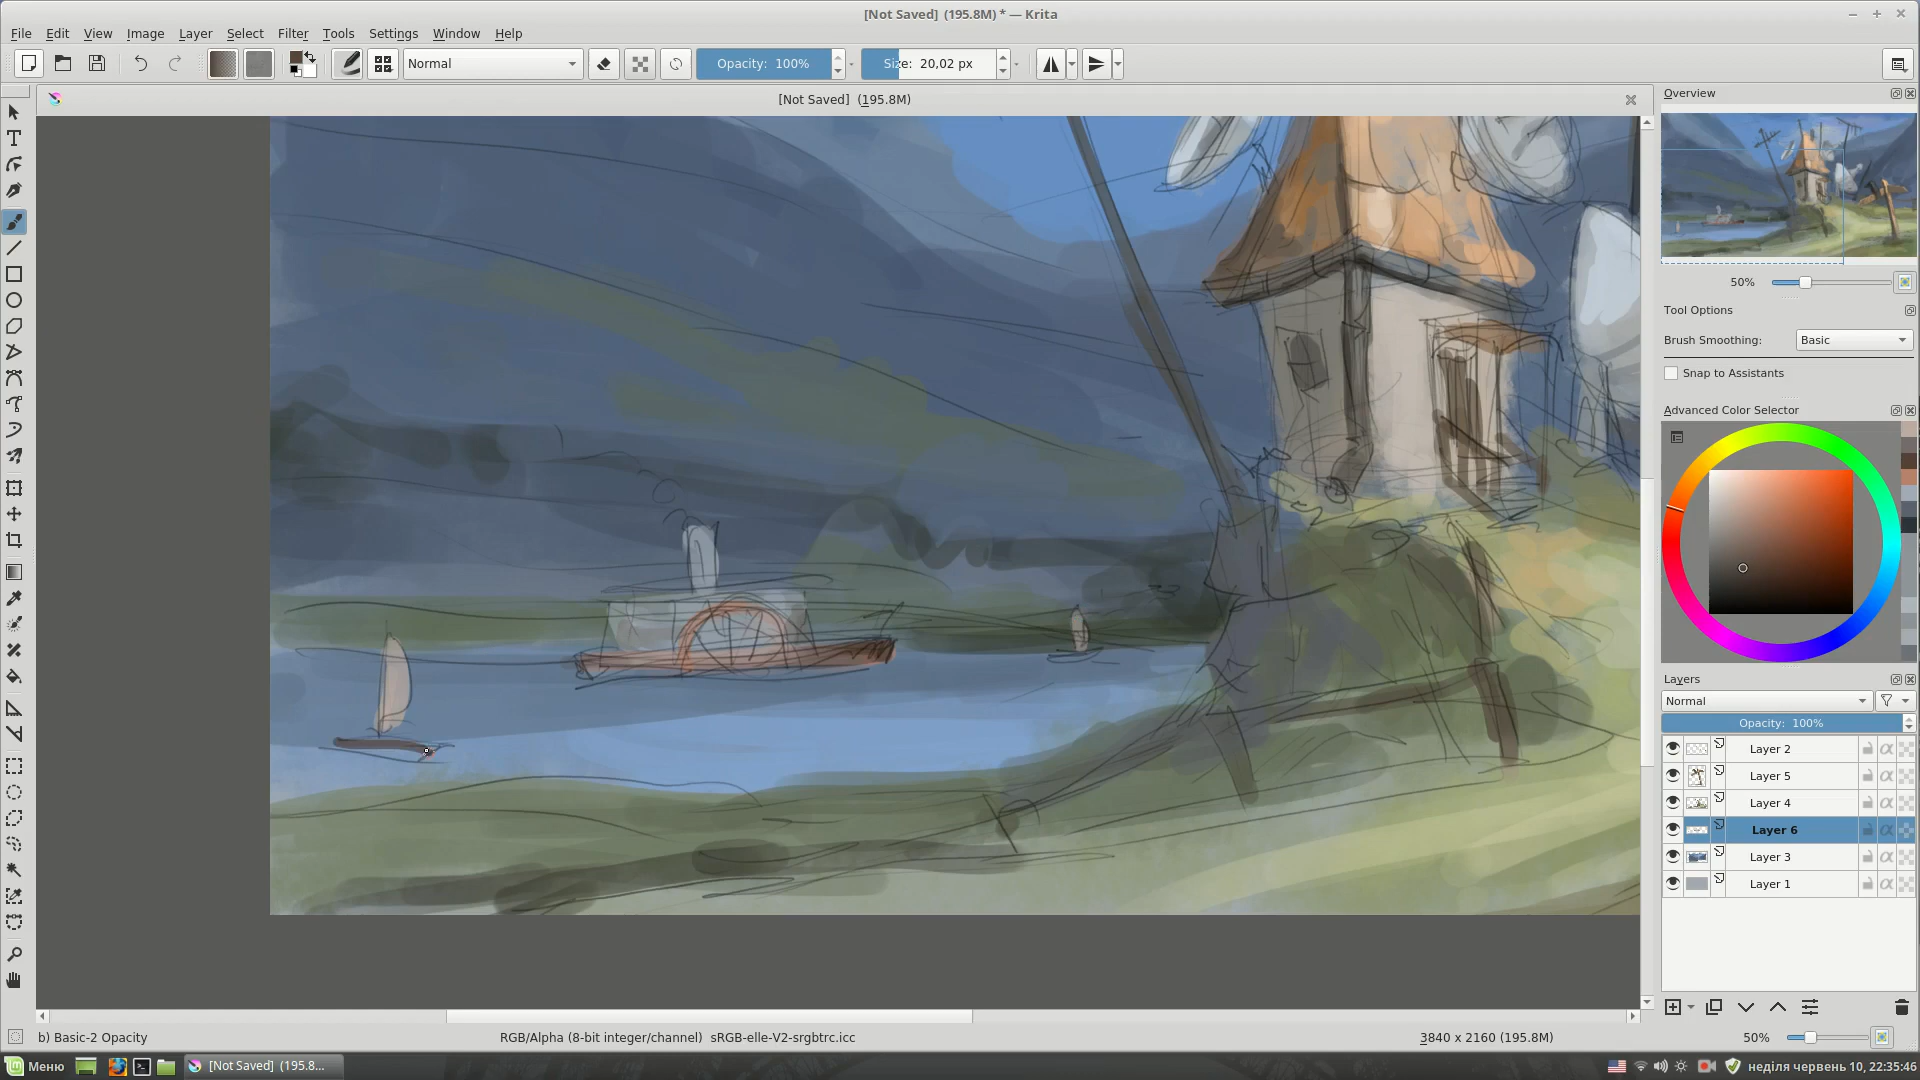 [Not Saved]  (195.8M) * — Krita
File Edit View Image Layer Select Filter Tools Settings Window Help
Normal Opacity: 100% Size: 20,02 px
[Not Saved]  (195.8M)
Overview
50%
Tool Options
Brush Smoothing: Basic
Snap to Assistants
Advanced Color Selector
Layers
Normal
Opacity: 100%
Layer 2
Layer 5
Layer 4
Layer 6
Layer 3
Layer 1
b) Basic-2 Opacity RGB/Alpha (8-bit integer/channel)  sRGB-elle-V2-srgbtrc.icc 3840 x 2160 (195.8M) 50%
Меню [Not Saved]  (195.8... неділя червень 10, 22:35:46